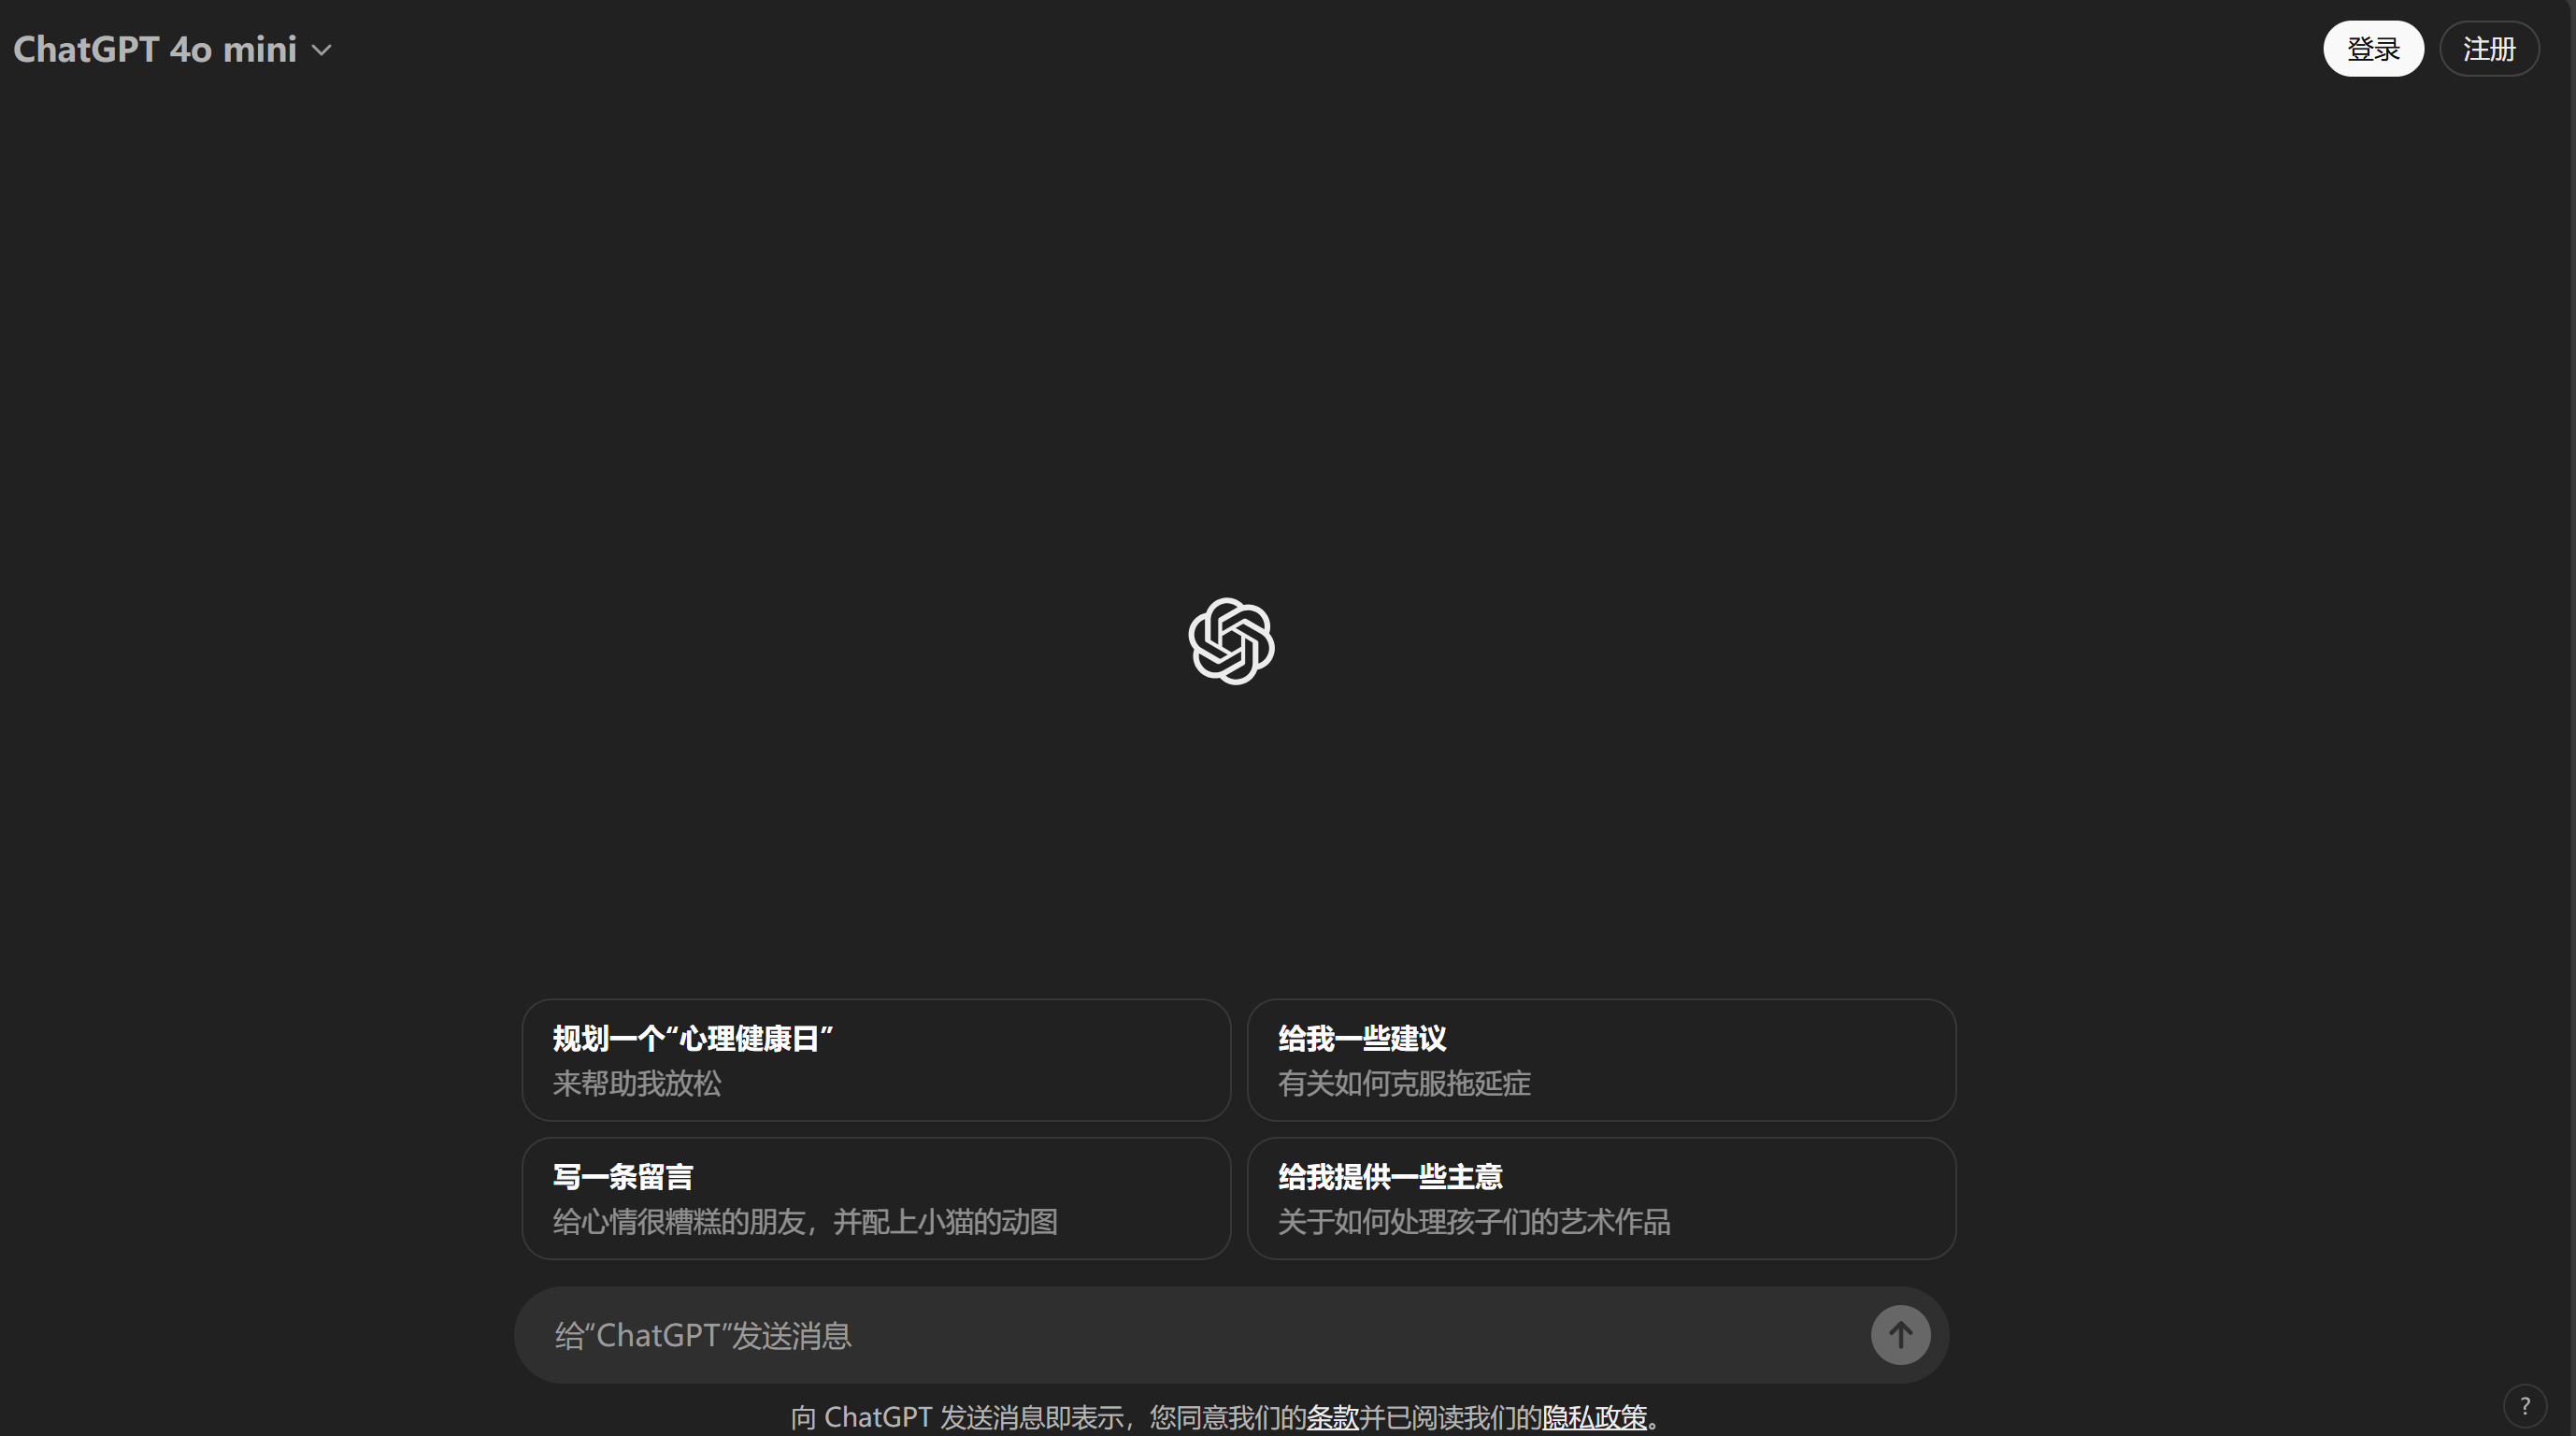 ChatGPT 4o mini
登录
注册
规划一个“心理健康日”
来帮助我放松
给我一些建议
有关如何克服拖延症
写一条留言
给心情很糟糕的朋友，并配上小猫的动图
给我提供一些主意
关于如何处理孩子们的艺术作品
给“ChatGPT”发送消息
向 ChatGPT 发送消息即表示，您同意我们的条款并已阅读我们的隐私政策。
?